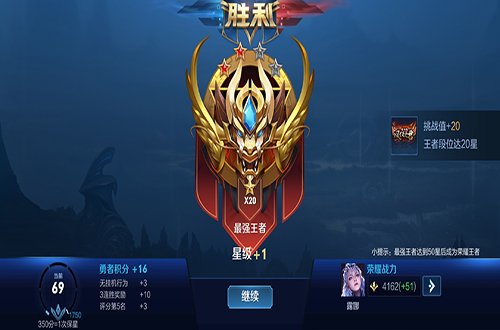 胜利
挑战值+20
王者段位达20星
X20
最强王者
星级+1
小提示：最强王者达到50星后成为荣耀王者
勇者积分 +16
当前
69
无挂机行为 +3
3连胜奖励 +10
评分第5名 +3
1750
350分=1次保星
继续
荣耀战力
4162(+51)
露娜